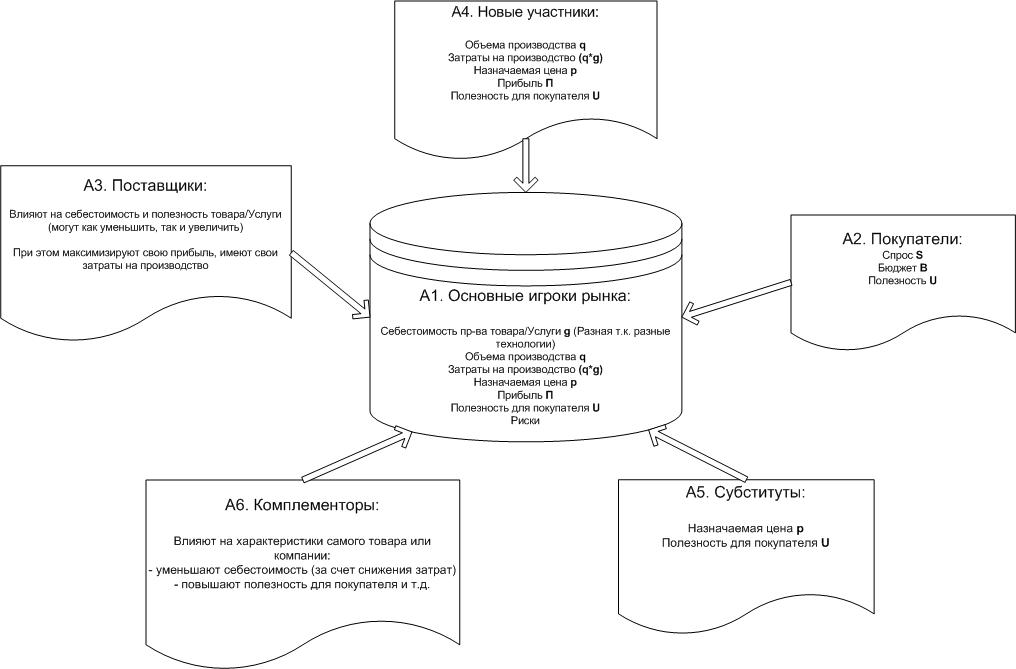 А4. Новые участники:
Объема производства q
Затраты на производство (q*g)
Назначаемая цена p
Прибыль П
Полезность для покупателя U
А3. Поставщики:
Влияют на себестоимость и полезность товара/Услуги
(могут как уменьшить, так и увеличить)
При этом максимизируют свою прибыль, имеют свои
затраты на производство
А2. Покупатели:
Спрос S
Бюджет B
Полезность U
А1. Основные игроки рынка:
Себестоимость пр-ва товара/Услуги g (Разная т.к. разные
технологии)
Объема производства q
Затраты на производство (q*g)
Назначаемая цена p
Прибыль П
Полезность для покупателя U
Риски
А6. Комплементоры:
Влияют на характеристики самого товара или
компании:
- уменьшают себестоимость (за счет снижения затрат)
- повышают полезность для покупателя и т.д.
А5. Субституты:
Назначаемая цена p
Полезность для покупателя U